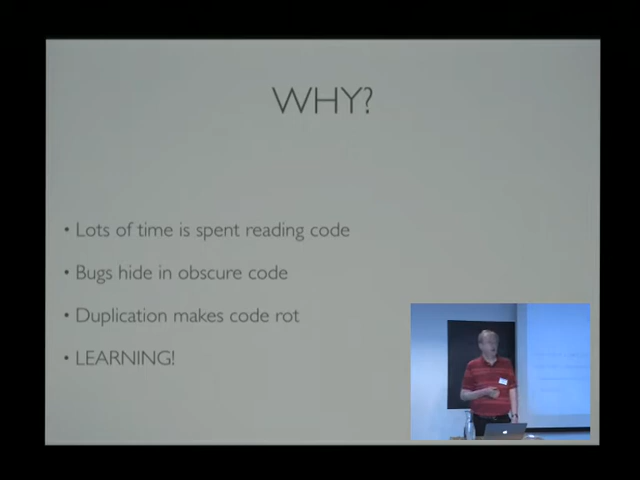 WHY?
• Lots of time is spent reading code
• Bugs hide in obscure code
• Duplication makes code rot
• LEARNING!